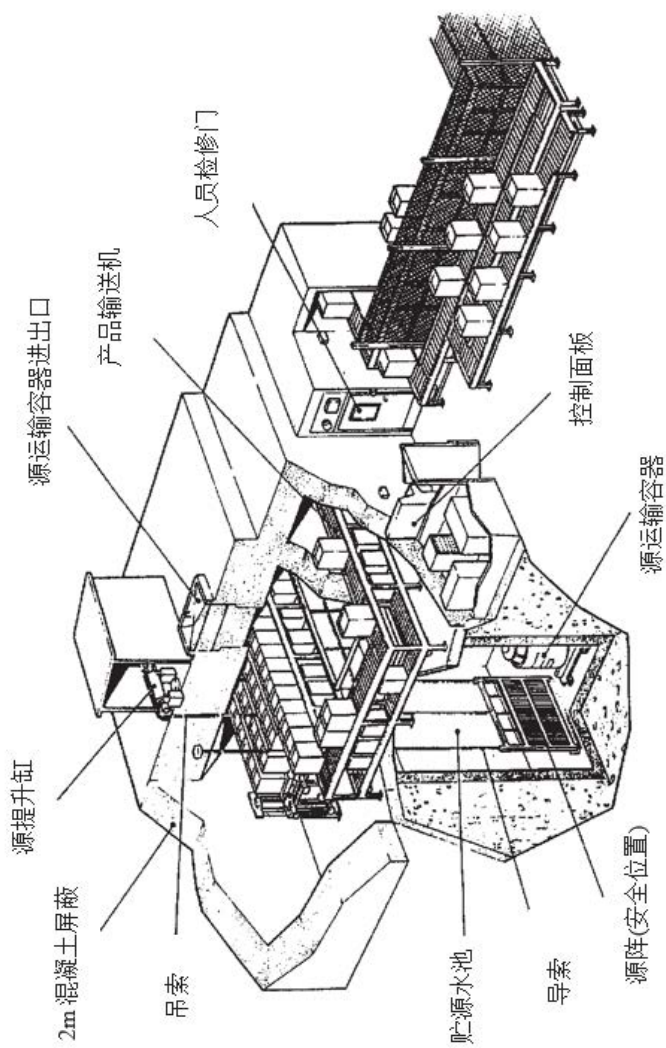 源提升缸
2m 混凝土屏蔽
吊索
源运输容器进出口
产品输送机
人员检修门
控制面板
源运输容器
贮源水池
导索
源阵(安全位置)